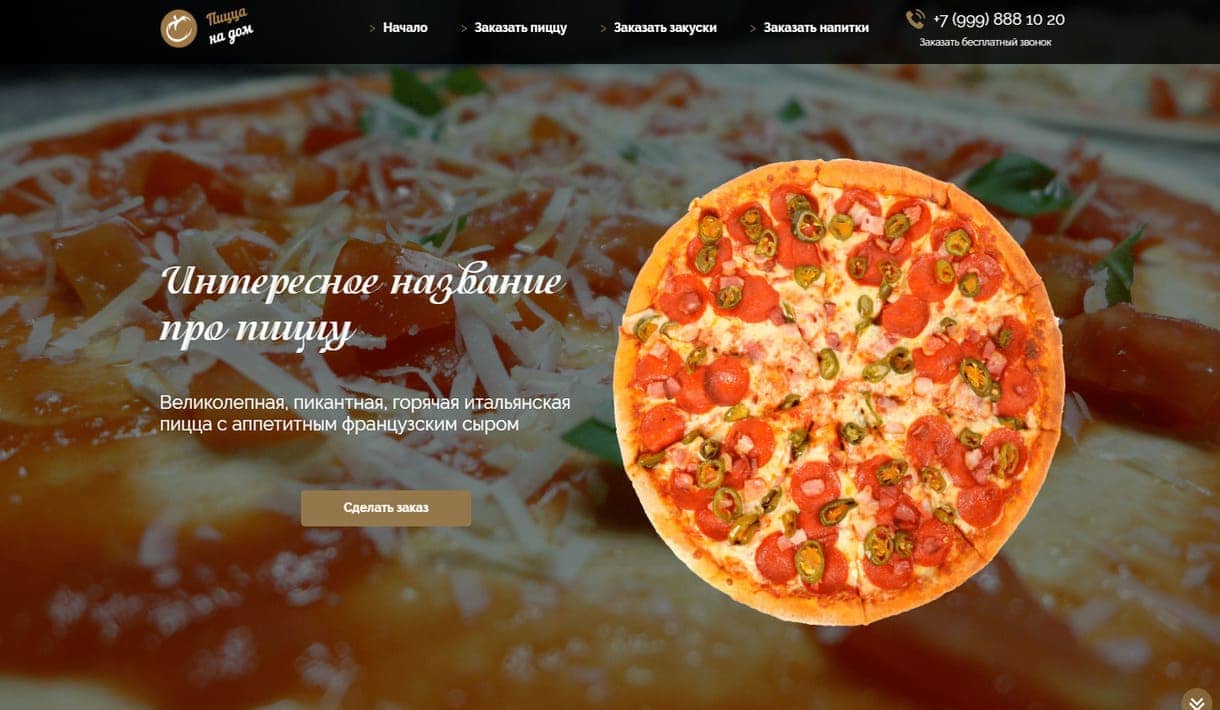 Пицца
на дом
> Начало
> Заказать пиццу
> Заказать закуски
> Заказать напитки
+7 (999) 888 10 20
Заказать бесплатный звонок
Интересное название
про пиццу
Великолепная, пикантная, горячая итальянская
пицца с аппетитным французским сыром
Сделать заказ